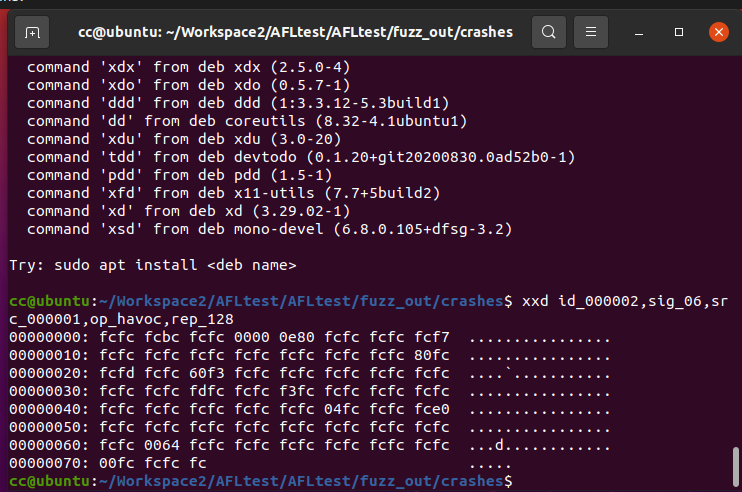 cc@ubuntu: ~/Workspace2/AFLtest/AFLtest/fuzz_out/crashes
command 'xdx' from deb xdx (2.5.0-4)
command 'xdo' from deb xdo (0.5.7-1)
command 'ddd' from deb ddd (1:3.3.12-5.3build1)
command 'dd' from deb coreutils (8.32-4.1ubuntu1)
command 'xdu' from deb xdu (3.0-20)
command 'tdd' from deb devtodo (0.1.20+git20200830.0ad52b0-1)
command 'pdd' from deb pdd (1.5-1)
command 'xfd' from deb x11-utils (7.7+5build2)
command 'xd' from deb xd (3.29.02-1)
command 'xsd' from deb mono-devel (6.8.0.105+dfsg-3.2)
Try: sudo apt install <deb name>
cc@ubuntu:~/Workspace2/AFLtest/AFLtest/fuzz_out/crashes$ xxd id_000002,sig_06,sr
c_000001,op_havoc,rep_128
00000000: fcfc fcbc fcfc 0000 0e80 fcfc fcfc fcf7  ................
00000010: fcfc fcfc fcfc fcfc fcfc fcfc fcfc 80fc  ................
00000020: fcfd fcfc 60f3 fcfc fcfc fcfc fcfc fcfc  ....`...........
00000030: fcfc fcfc fdfc fcfc f3fc fcfc fcfc fcfc  ................
00000040: fcfc fcfc fcfc fcfc fcfc 04fc fcfc fce0  ................
00000050: fcfc fcfc fcfc fcfc fcfc fcfc fcfc fcfc  ................
00000060: fcfc 0064 fcfc fcfc fcfc fcfc fcfc fcfc  ...d............
00000070: 00fc fcfc fc                             .....
cc@ubuntu:~/Workspace2/AFLtest/AFLtest/fuzz_out/crashes$